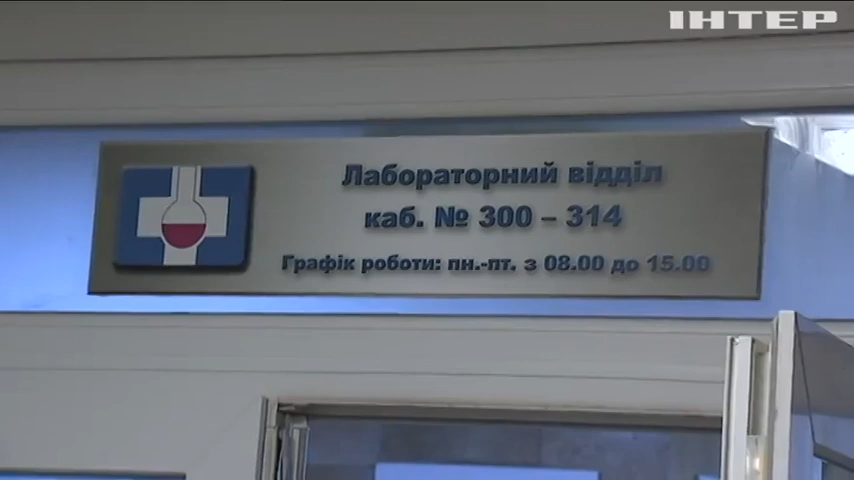 ІНТЕР
Лабораторний відділ
каб. № 300 – 314
Графік роботи: пн.-пт. з 08.00 до 15.00